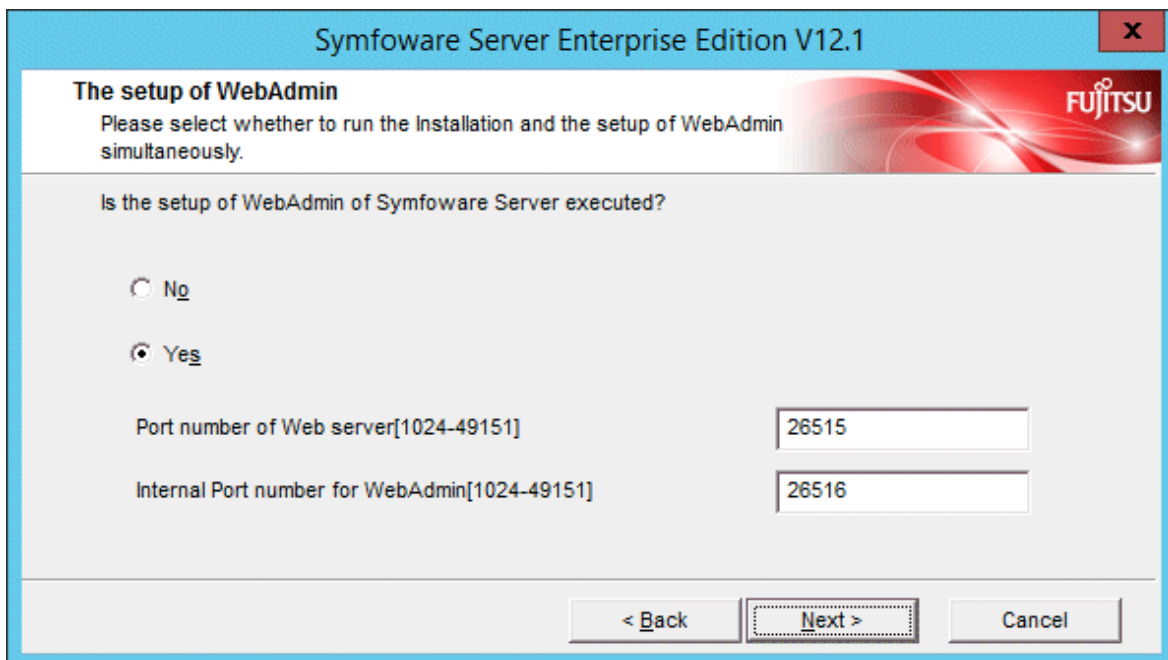 Symfoware Server Enterprise Edition V12.1
x
The setup of WebAdmin
Please select whether to run the Installation and the setup of WebAdmin
simultaneously.
FUJITSU
Is the setup of WebAdmin of Symfoware Server executed?
No
Yes
Port number of Web server[1024-49151]
26515
Internal Port number for WebAdmin[1024-49151]
26516
< Back
Next >
Cancel